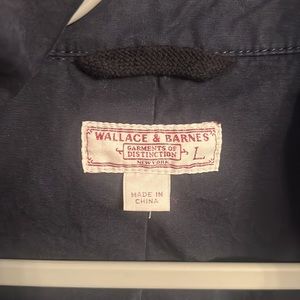 WALLACE & BARNES
GARMENTS OF
DISTINCTION
NEW YORK
L
MADE IN
CHINA